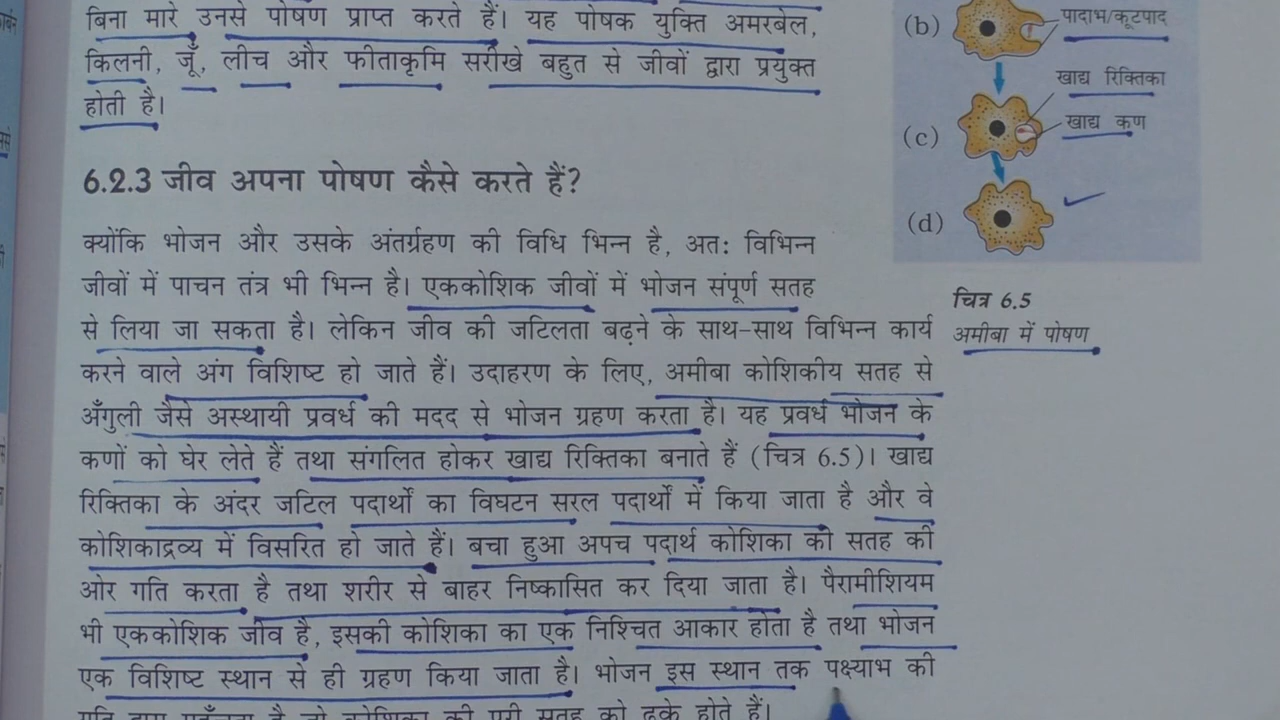 बिना मारे उनसे पोषण प्राप्त करते हैं। यह पोषक युक्ति अमरबेल,
किलनी, जूँ, लीच और फीताकृमि सरीखे बहुत से जीवों द्वारा प्रयुक्त
होती है।
6.2.3 जीव अपना पोषण कैसे करते हैं?
क्योंकि भोजन और उसके अंतर्ग्रहण की विधि भिन्न है, अतः विभिन्न
जीवों में पाचन तंत्र भी भिन्न है। एककोशिक जीवों में भोजन संपूर्ण सतह
से लिया जा सकता है। लेकिन जीव की जटिलता बढ़ने के साथ-साथ विभिन्न कार्य
करने वाले अंग विशिष्ट हो जाते हैं। उदाहरण के लिए, अमीबा कोशिकीय सतह से
अँगुली जैसे अस्थायी प्रवर्ध की मदद से भोजन ग्रहण करता है। यह प्रवर्ध भोजन के
कणों को घेर लेते हैं तथा संगलित होकर खाद्य रिक्तिका बनाते हैं (चित्र 6.5)। खाद्य
रिक्तिका के अंदर जटिल पदार्थों का विघटन सरल पदार्थों में किया जाता है और वे
कोशिकाद्रव्य में विसरित हो जाते हैं। बचा हुआ अपच पदार्थ कोशिका की सतह की
ओर गति करता है तथा शरीर से बाहर निष्कासित कर दिया जाता है। पैरामीशियम
भी एककोशिक जीव है, इसकी कोशिका का एक निश्चित आकार होता है तथा भोजन
एक विशिष्ट स्थान से ही ग्रहण किया जाता है। भोजन इस स्थान तक पक्ष्याभ की
को ढके होते हैं।
(b)
पादाभ/कूटपाद
खाद्य रिक्तिका
(c)
खाद्य कण
(d)
चित्र 6.5
अमीबा में पोषण